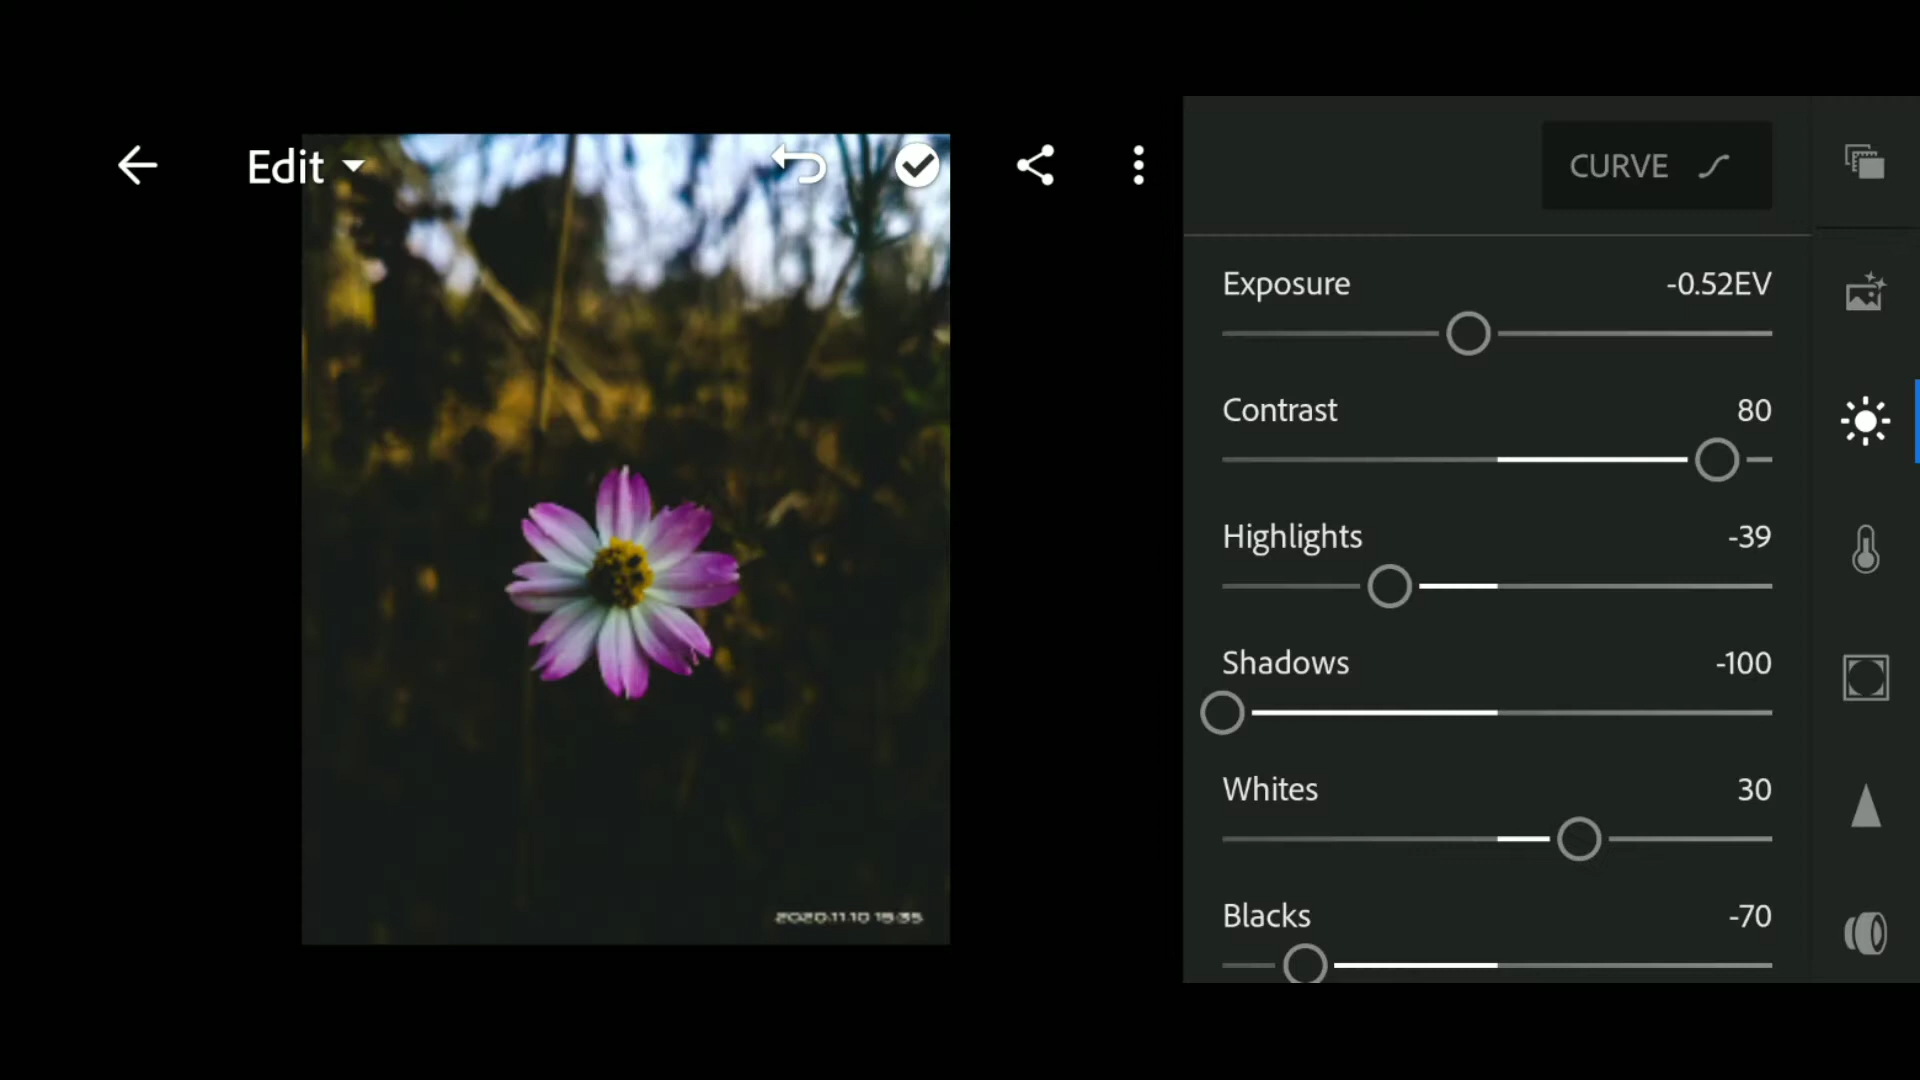 Edit
CURVE
Exposure -0.52EV
Contrast 80
Highlights -39
Shadows -100
Whites 30
Blacks -70
2020.11.10 15:35